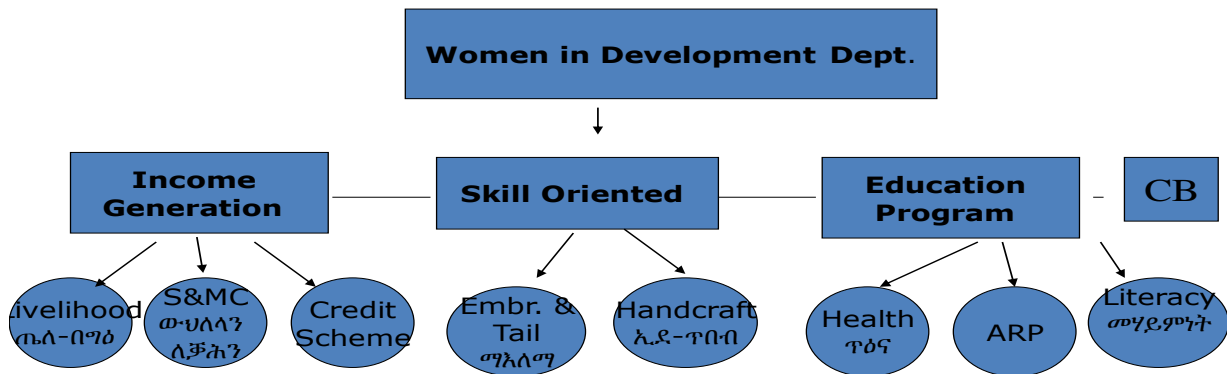 Women in Development Dept.
Income
Generation
Skill Oriented
Education
Program
CB
Livelihood
ጤለ-በግዕ
S&MC
ውህለላን
ለቓሕን
Credit
Scheme
Embr. &
Tail
ማእለማ
Handcraft
ኢደ-ጥበብ
Health
ጥዕና
ARP
Literacy
መሃይምነት